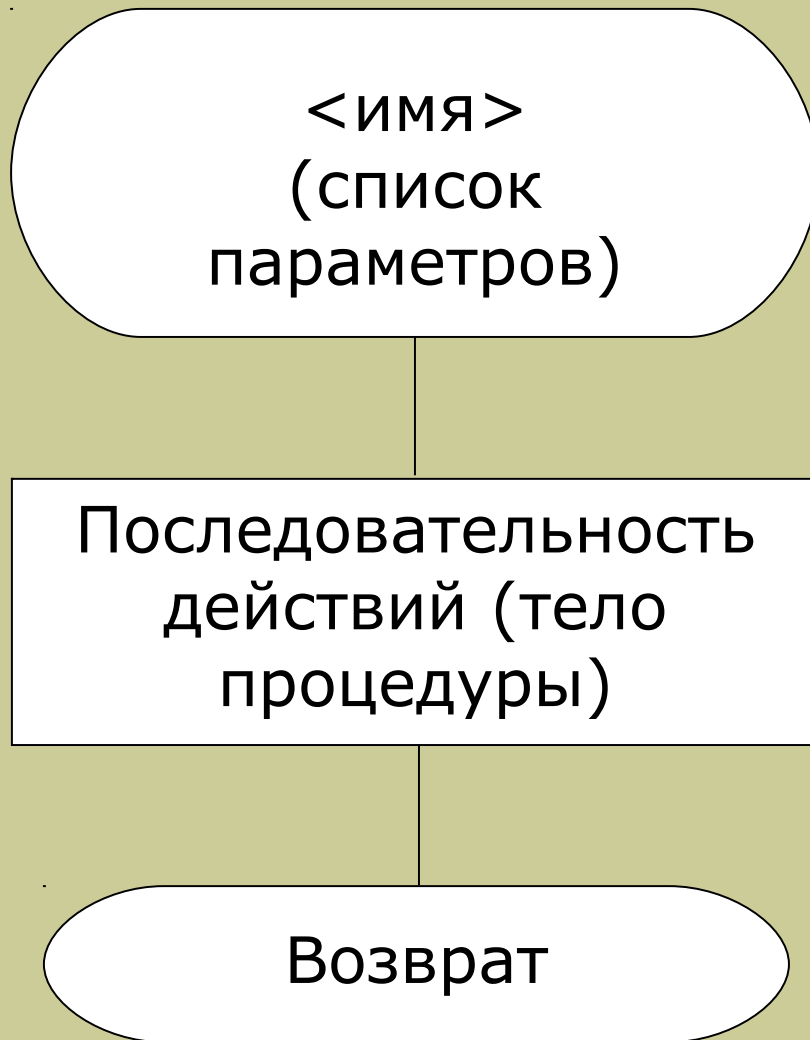 <имя>
(список
параметров)
Последовательность
действий (тело
процедуры)
Возврат